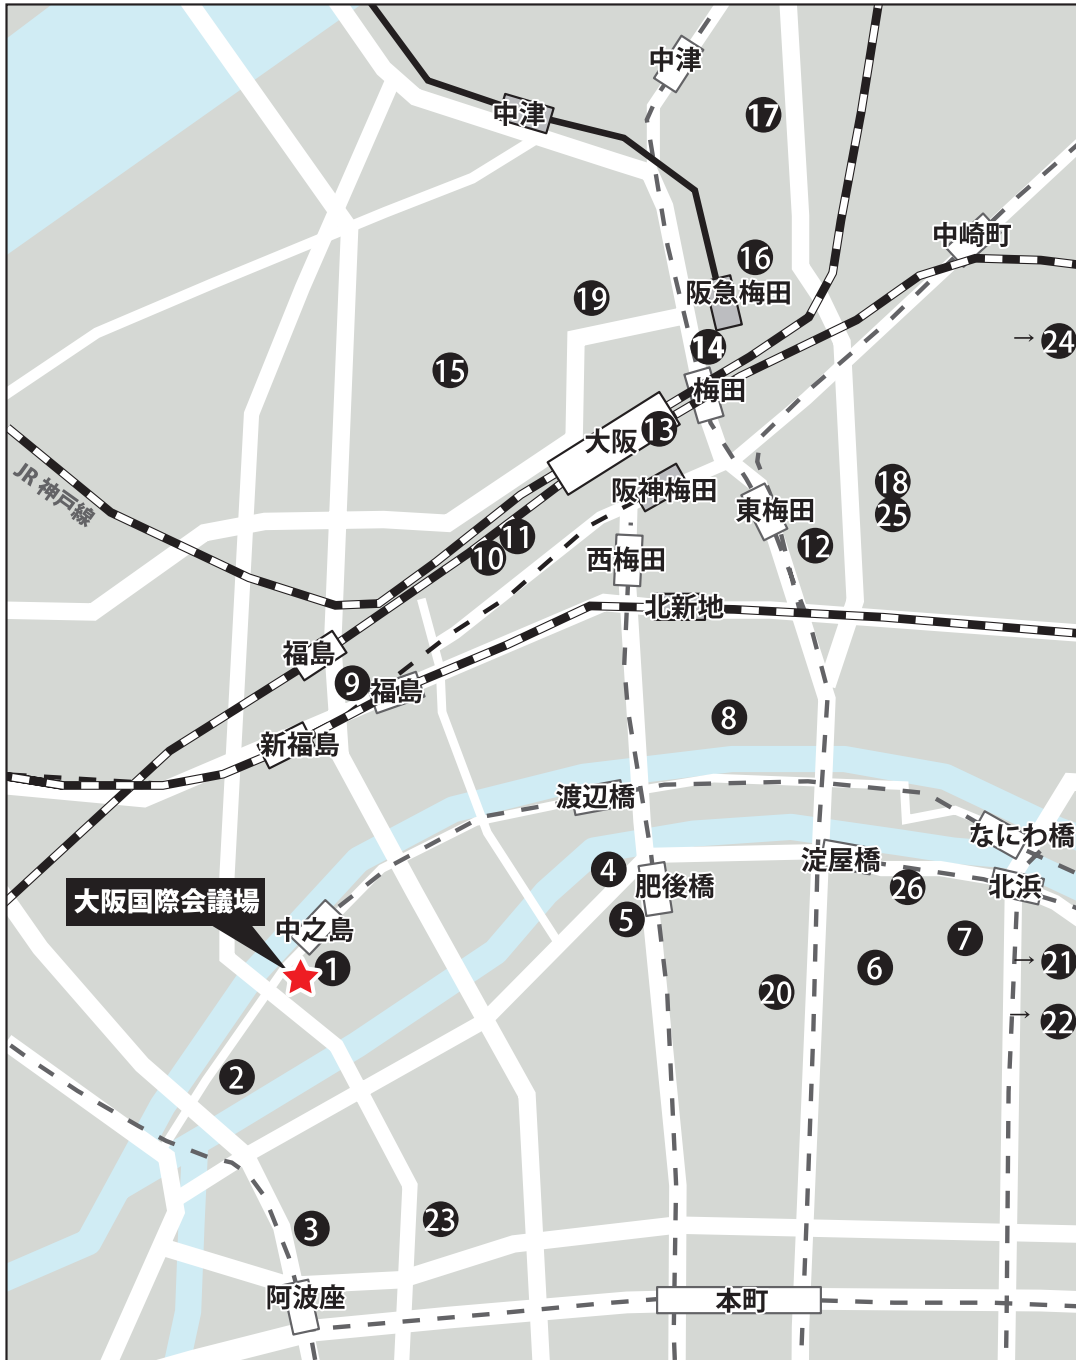 中津
中津
17
中崎町
16
阪急梅田
19
14
→ 24
15
梅田
大阪
13
JR 神戸線
阪神梅田
18
東梅田
25
11
12
10
西梅田
北新地
福島
9
福島
8
新福島
渡辺橋
なにわ橋
淀屋橋
4
肥後橋
26
北浜
大阪国際会議場
5
中之島
7
1
6
→ 21
20
→ 22
2
3
23
阿波座
本町